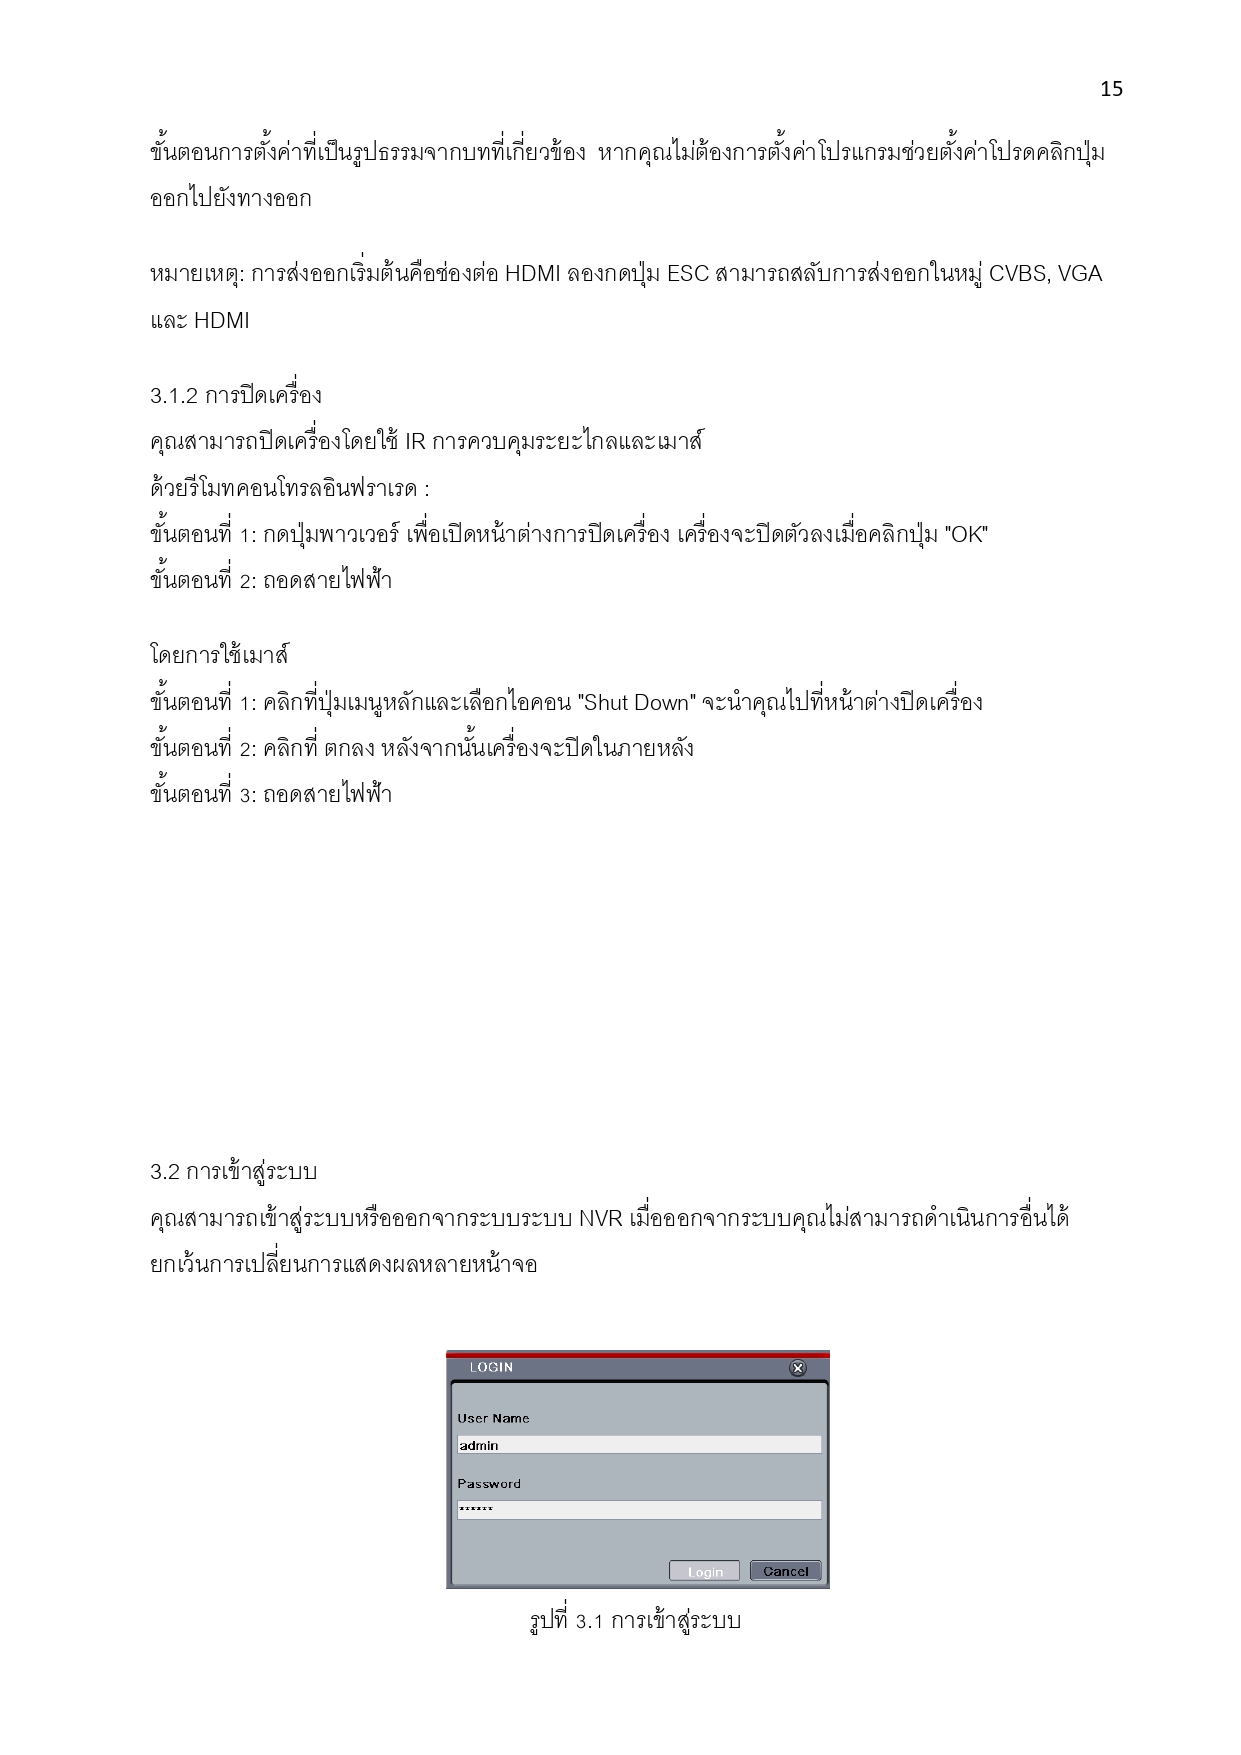 15
ขั้นตอนการตั้งค่าที่เป็นรูปธรรมจากบทที่เกี่ยวข้อง หากคุณไม่ต้องการตั้งค่าโปรแกรมช่วยตั้งค่าโปรดคลิกปุ่ม
ออกไปยังทางออก
หมายเหตุ: การส่งออกเริ่มต้นคือช่องต่อ HDMI ลองกดปุ่ม ESC สามารถสลับการส่งออกในหมู่ CVBS, VGA
และ HDMI
3.1.2 การปิดเครื่อง
คุณสามารถปิดเครื่องโดยใช้ IR การควบคุมระยะไกลและเมาส์
ด้วยรีโมทคอนโทรลอินฟราเรด :
ขั้นตอนที่ 1: กดปุ่มพาวเวอร์ เพื่อเปิดหน้าต่างการปิดเครื่อง เครื่องจะปิดตัวลงเมื่อคลิกปุ่ม "OK"
ขั้นตอนที่ 2: ถอดสายไฟฟ้า
โดยการใช้เมาส์
ขั้นตอนที่ 1: คลิกที่ปุ่มเมนูหลักและเลือกไอคอน "Shut Down" จะนำคุณไปที่หน้าต่างปิดเครื่อง
ขั้นตอนที่ 2: คลิกที่ ตกลง หลังจากนั้นเครื่องจะปิดในภายหลัง
ขั้นตอนที่ 3: ถอดสายไฟฟ้า
3.2 การเข้าสู่ระบบ
คุณสามารถเข้าสู่ระบบหรือออกจากระบบระบบ NVR เมื่อออกจากระบบคุณไม่สามารถดำเนินการอื่นได้
ยกเว้นการเปลี่ยนการแสดงผลหลายหน้าจอ
LOGIN
User Name
admin
Password
******
Login Cancel
รูปที่ 3.1 การเข้าสู่ระบบ